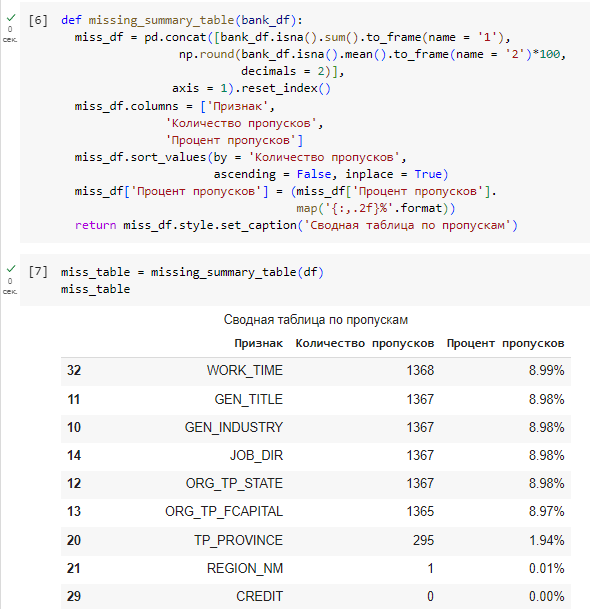 [6] def missing_summary_table(bank_df):
miss_df = pd.concat([bank_df.isna().sum().to_frame(name = '1'),
np.round(bank_df.isna().mean().to_frame(name = '2')*100,
decimals = 2)],
axis = 1).reset_index()
miss_df.columns = ['Признак',
'Количество пропусков',
'Процент пропусков']
miss_df.sort_values(by = 'Количество пропусков',
ascending = False, inplace = True)
miss_df['Процент пропусков'] = (miss_df['Процент пропусков'].
map('{:,.2f}%'.format))
return miss_df.style.set_caption('Сводная таблица по пропускам')
0
сек.
[7] miss_table = missing_summary_table(df)
miss_table
0
сек.
Сводная таблица по пропускам
Признак Количество пропусков Процент пропусков
32 WORK_TIME 1368 8.99%
11 GEN_TITLE 1367 8.98%
10 GEN_INDUSTRY 1367 8.98%
14 JOB_DIR 1367 8.98%
12 ORG_TP_STATE 1367 8.98%
13 ORG_TP_FCAPITAL 1365 8.97%
20 TP_PROVINCE 295 1.94%
21 REGION_NM 1 0.01%
29 CREDIT 0 0.00%